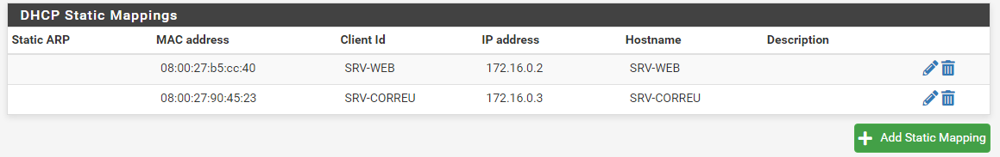 DHCP Static Mappings
Static ARP MAC address Client Id IP address Hostname Description
08:00:27:b5:cc:40 SRV-WEB 172.16.0.2 SRV-WEB
08:00:27:90:45:23 SRV-CORREU 172.16.0.3 SRV-CORREU
Add Static Mapping